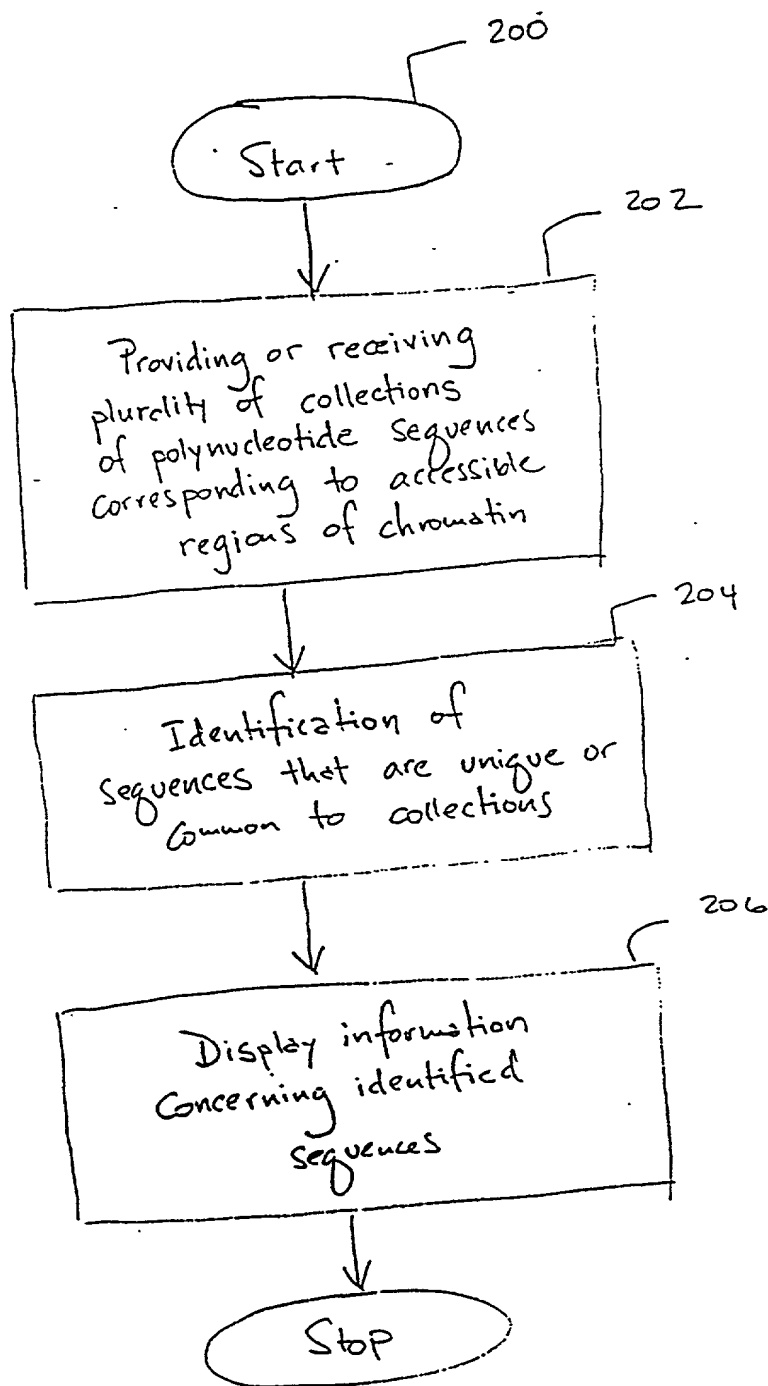 200
Start
202
Providing or receiving
plurality of collections
of polynucleotide sequences
corresponding to accessible
regions of chromatin
204
Identification of
sequences that are unique or
common to collections
206
Display information
concerning identified
sequences
Stop